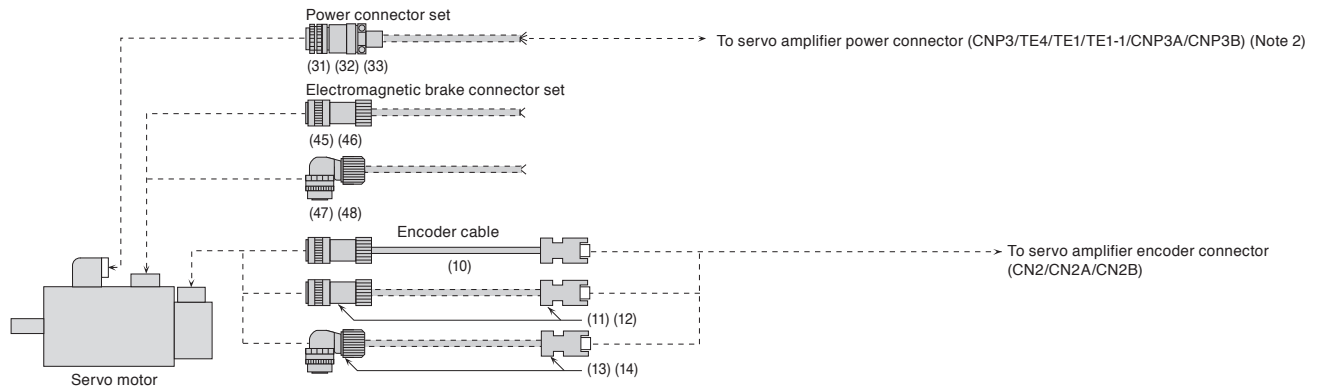 Power connector set
To servo amplifier power connector (CNP3/TE4/TE1/TE1-1/CNP3A/CNP3B) (Note 2)
(31) (32) (33)
Electromagnetic brake connector set
(45) (46)
(47) (48)
Encoder cable
(10)
To servo amplifier encoder connector
(CN2/CN2A/CN2B)
(11) (12)
(13) (14)
Servo motor